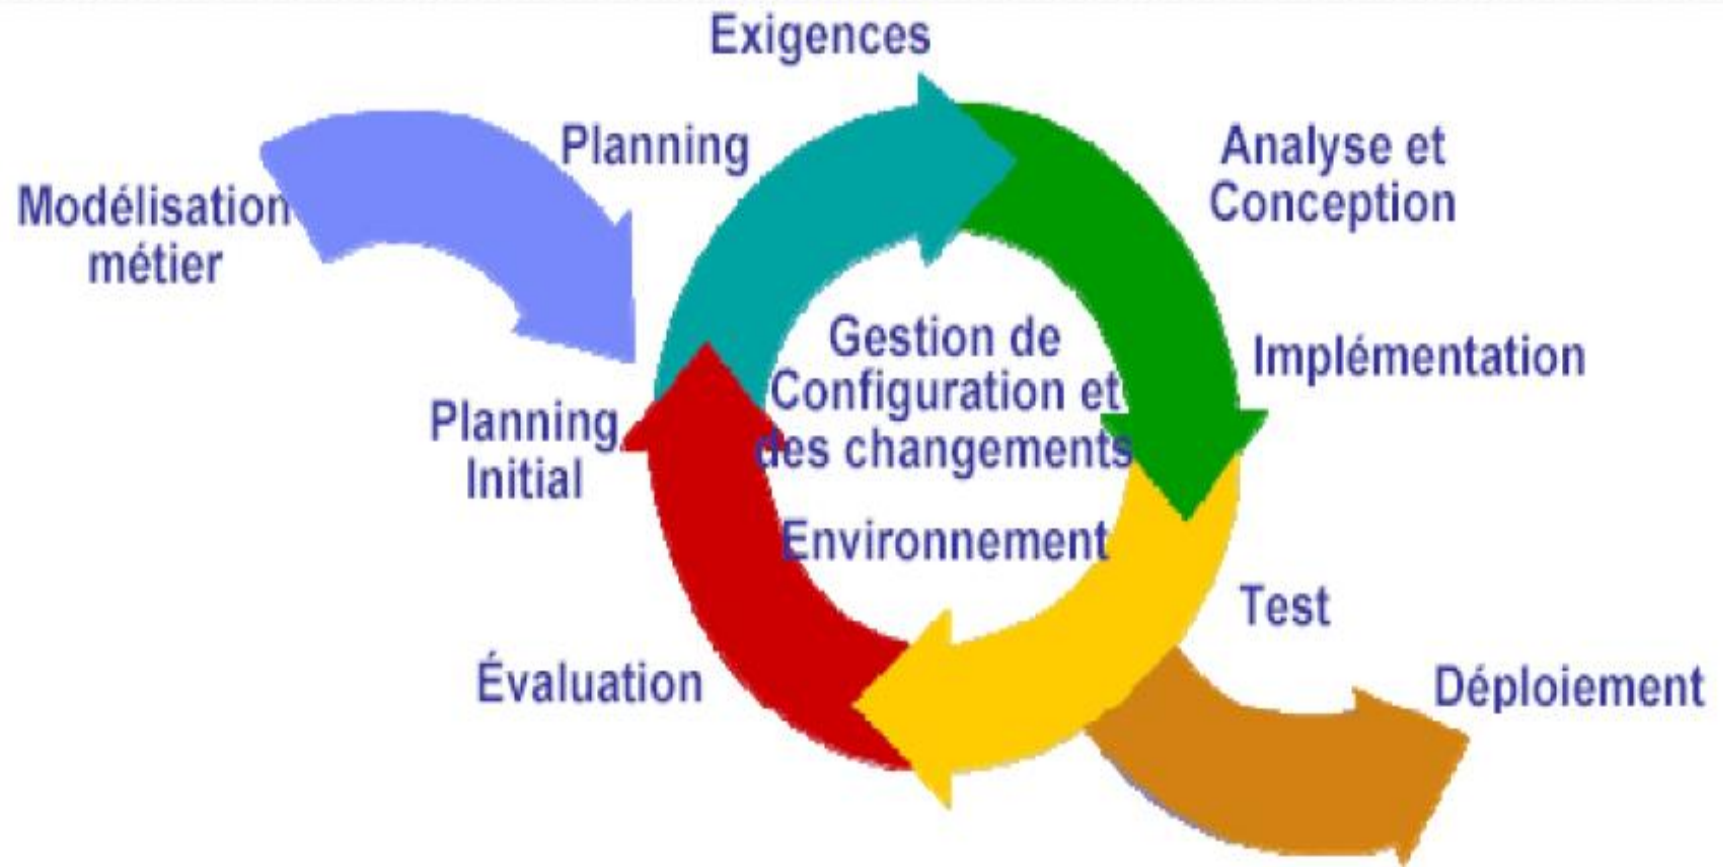 Exigences
Planning
Analyse et
Conception
Modélisation
métier
Gestion de
Configuration et
des changements
Implémentation
Planning
Initial
Environnement
Test
Évaluation
Déploiement